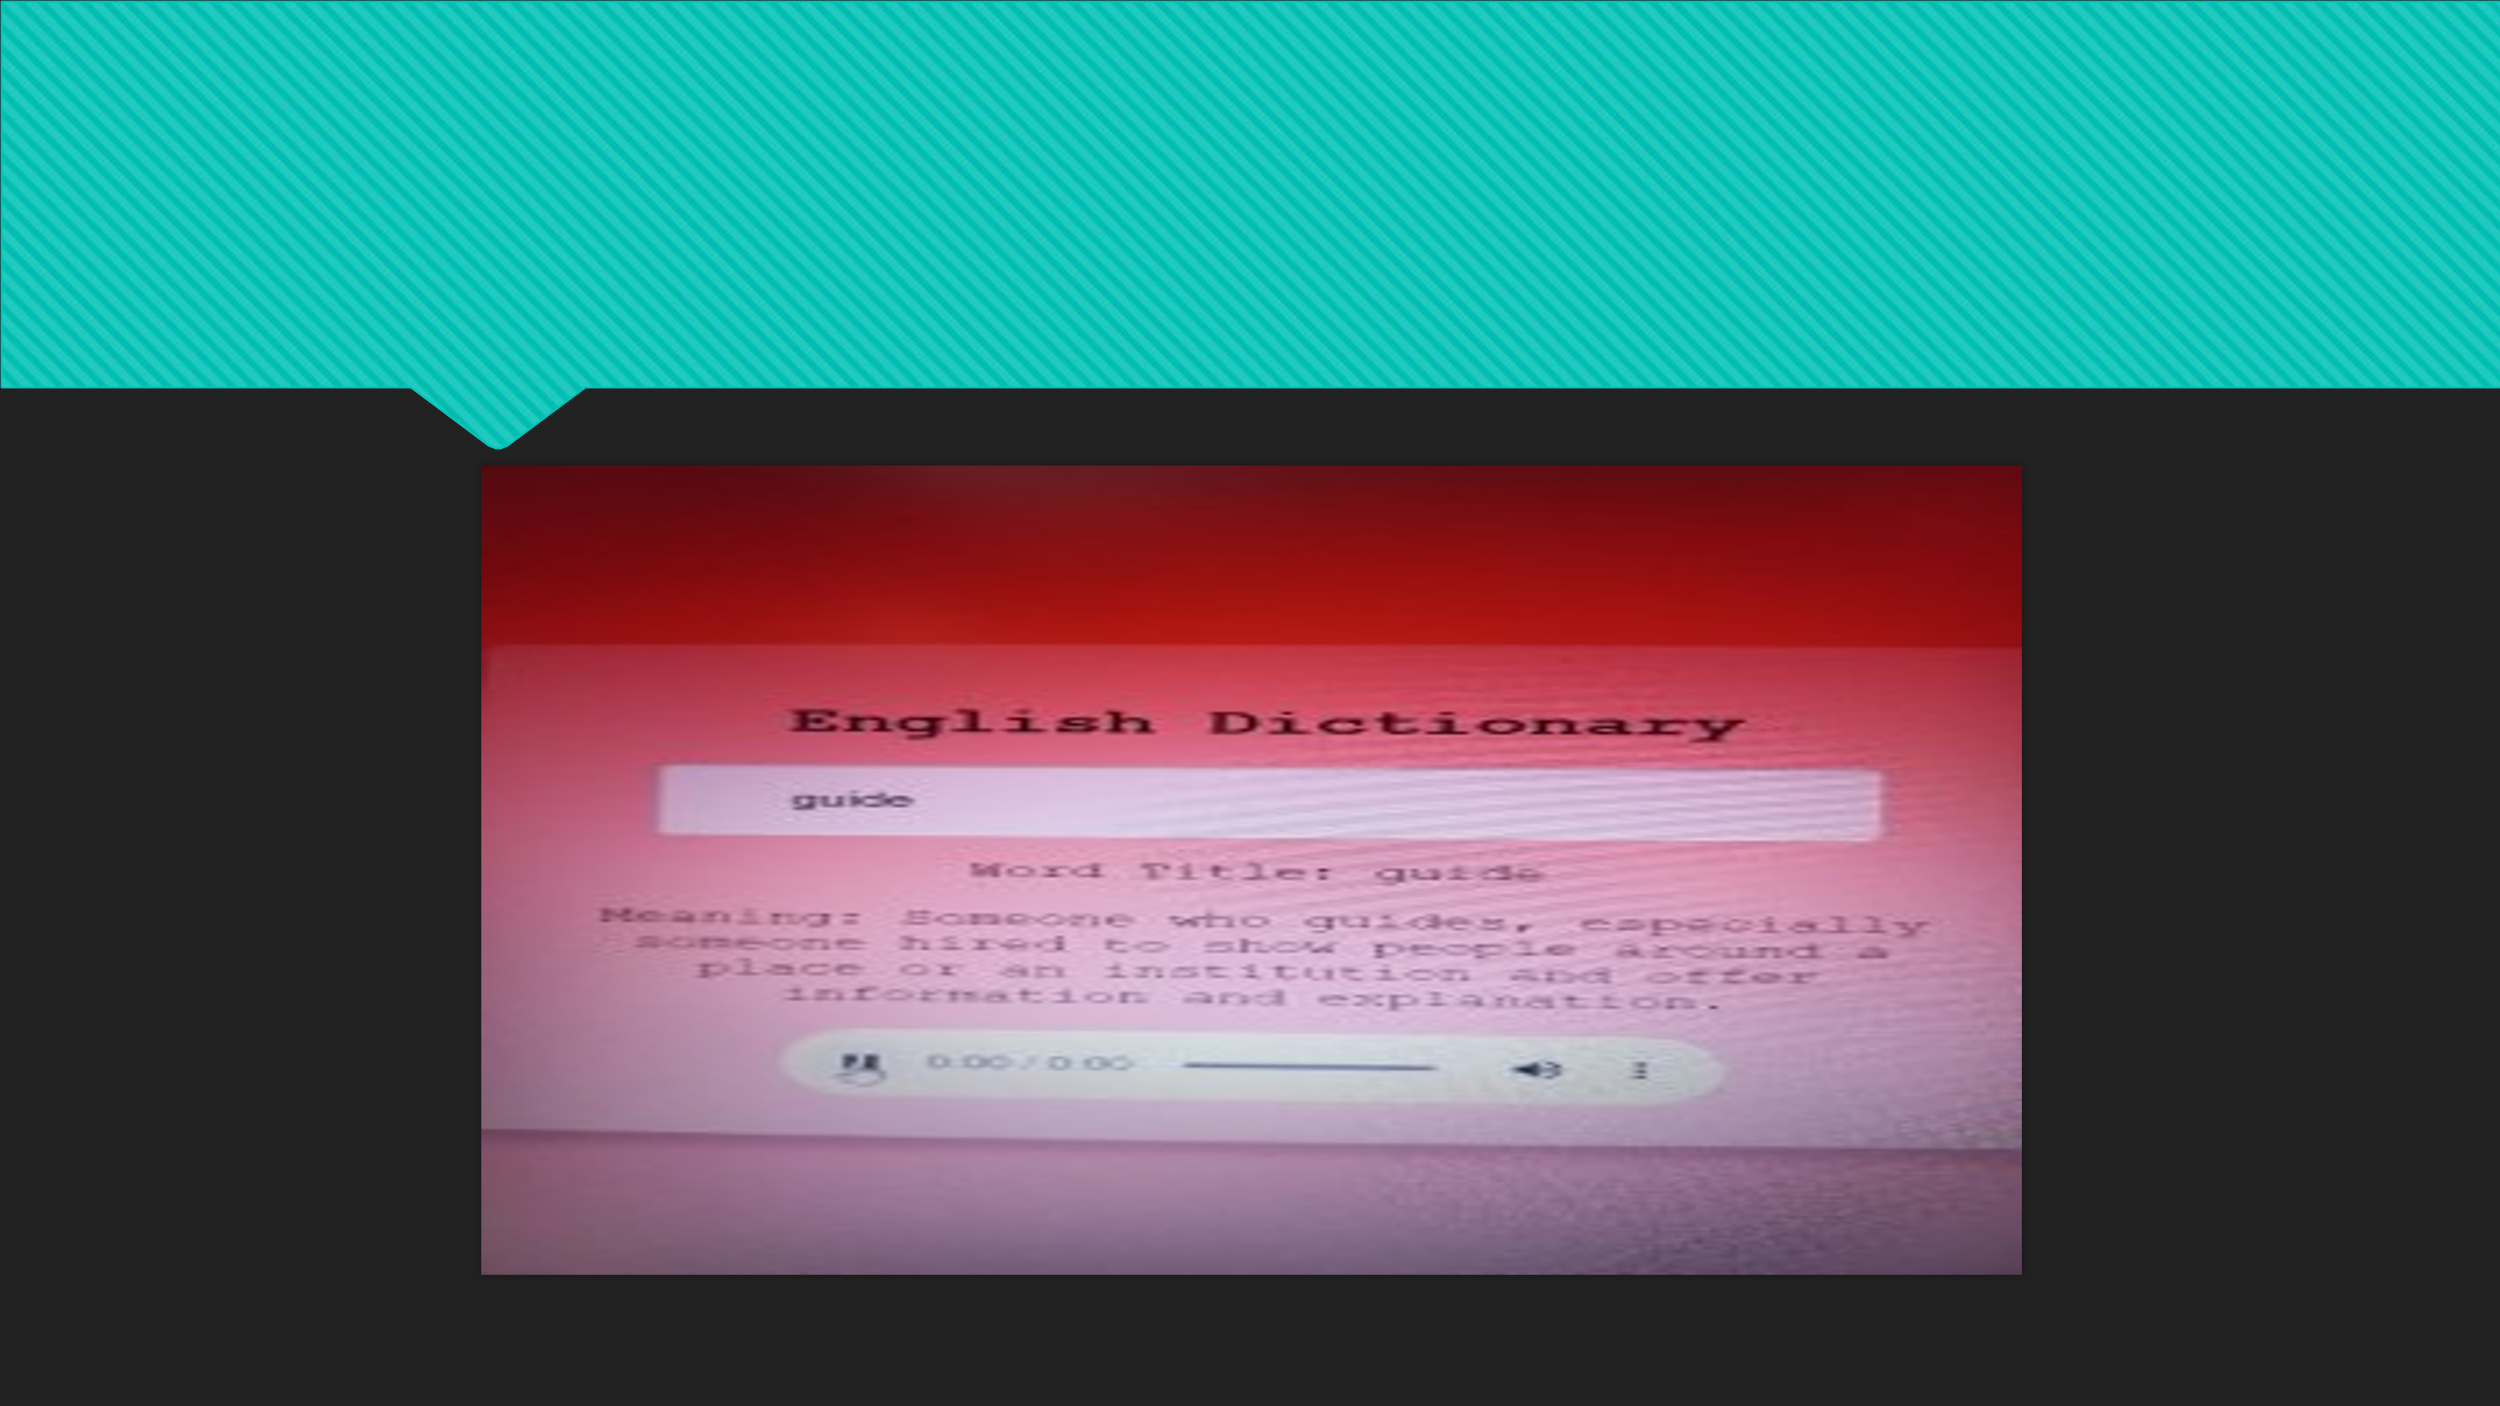 English Dictionary
guide
Word Title: guide
Meaning: Someone who guides, especially
someone hired to show people around a
place or an institution and offer
information and explanation.
0:00 / 0:00